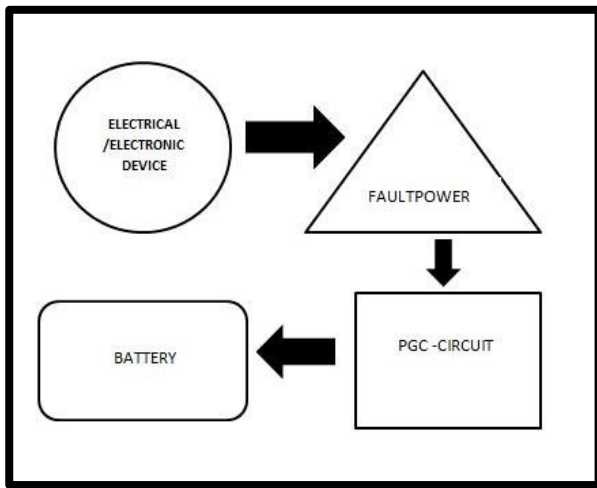 ELECTRICAL
/ELECTRONIC
DEVICE
FAULTPOWER
PGC -CIRCUIT
BATTERY